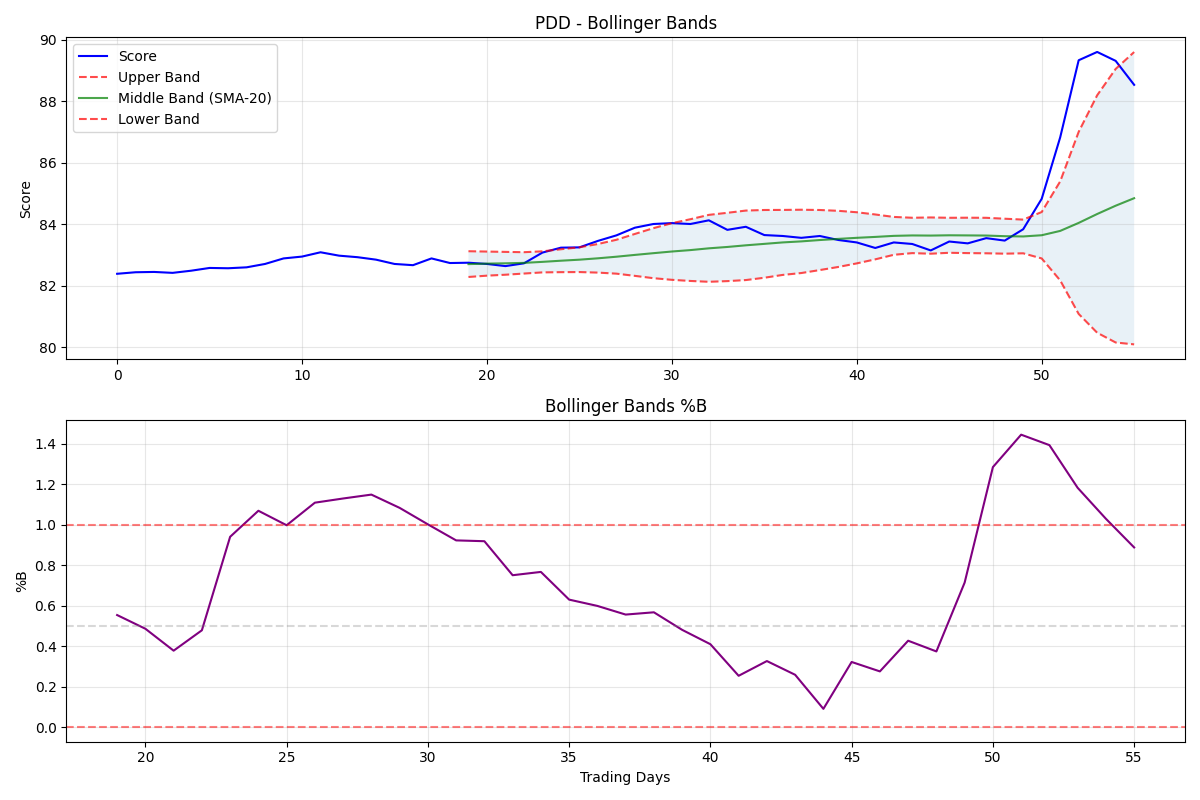 PDD - Bollinger Bands
90
88
86
84
82
80
Score
Score
Upper Band
Middle Band (SMA-20)
Lower Band
0 10 20 30 40 50
Bollinger Bands %B
1.4
1.2
1.0
0.8
0.6
0.4
0.2
0.0
%B
20 25 30 35 40 45 50 55
Trading Days